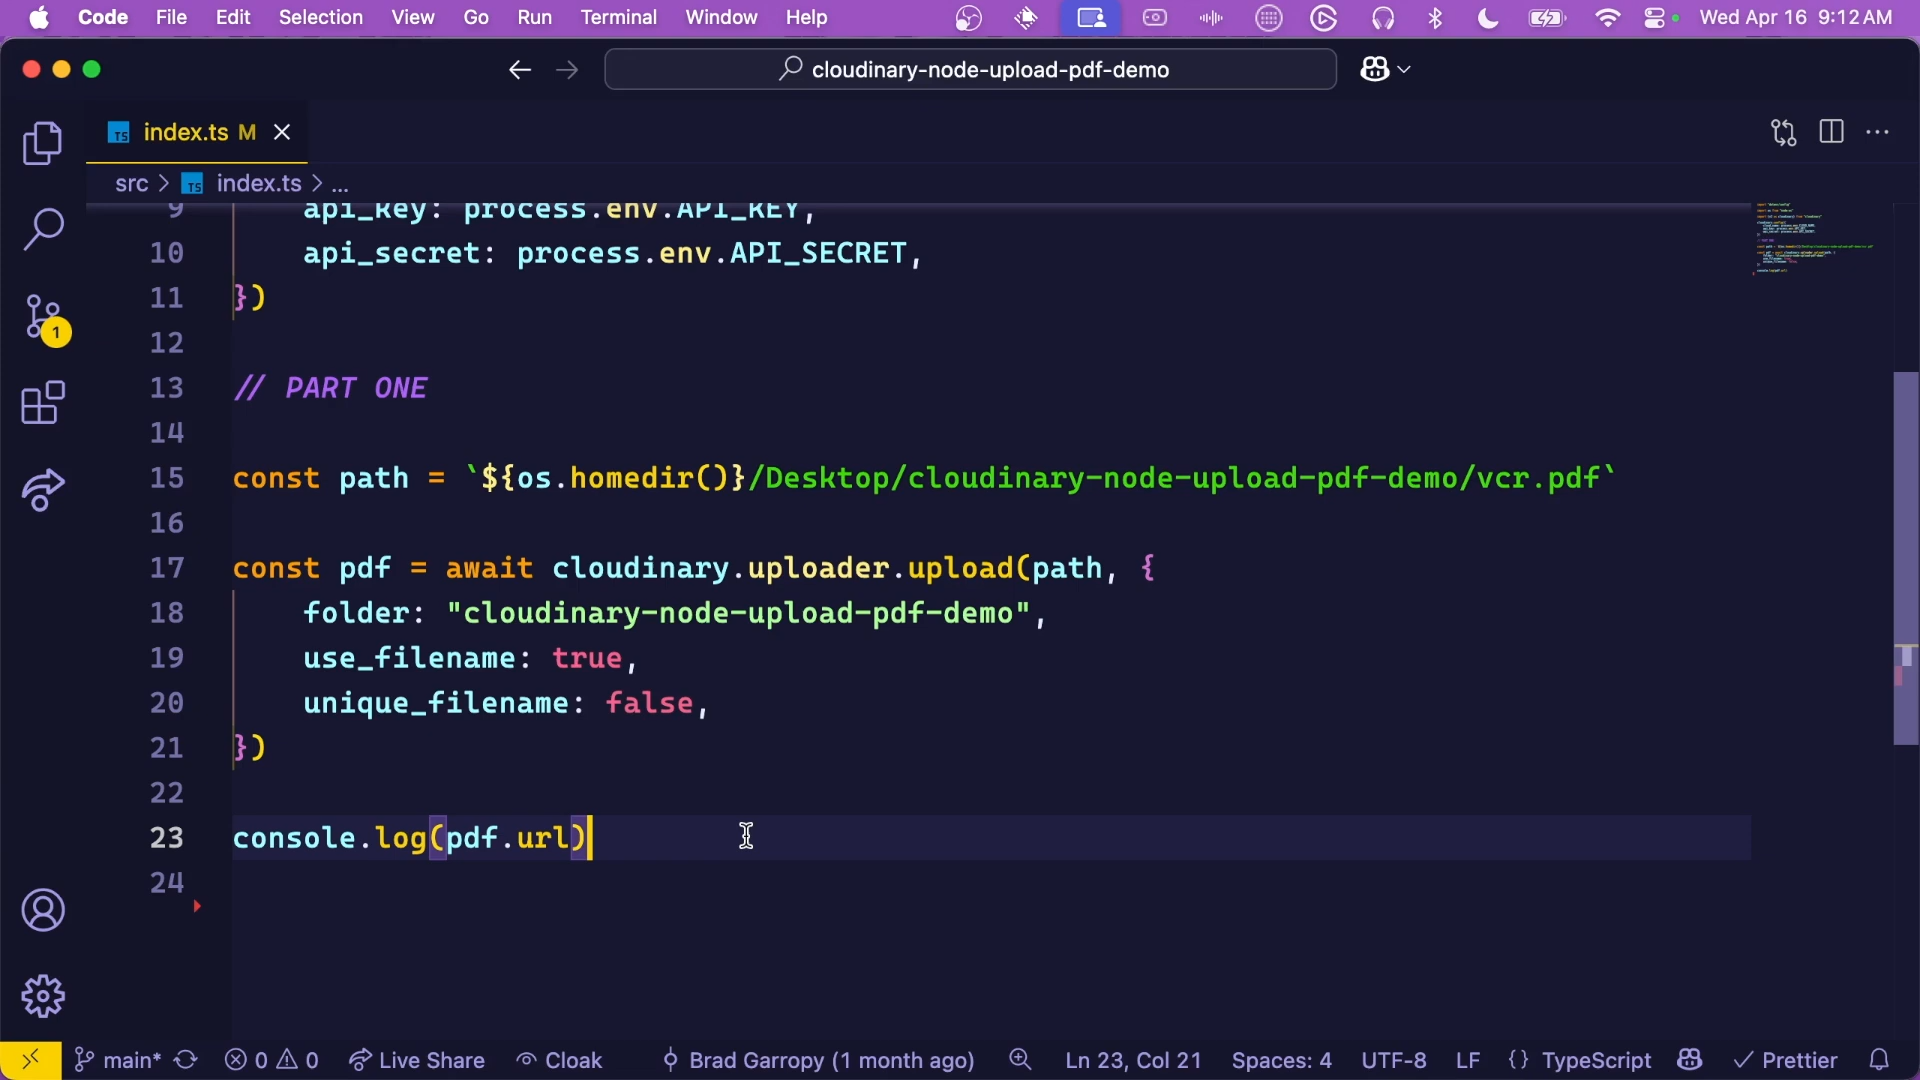 Code File Edit Selection View Go Run Terminal Window Help Wed Apr 16 9:12 AM
cloudinary-node-upload-pdf-demo
TS index.ts M
src > TS index.ts > ...
9 api_key: process.env.API_KEY,
10 api_secret: process.env.API_SECRET,
11 })
12
13 // PART ONE
14
15 const path = `${os.homedir()}/Desktop/cloudinary-node-upload-pdf-demo/vcr.pdf`
16
17 const pdf = await cloudinary.uploader.upload(path, {
18 folder: "cloudinary-node-upload-pdf-demo",
19 use_filename: true,
20 unique_filename: false,
21 })
22
23 console.log(pdf.url)
24
1
main* 0 0 Live Share Cloak Brad Garropy (1 month ago) Ln 23, Col 21 Spaces: 4 UTF-8 LF {} TypeScript Prettier